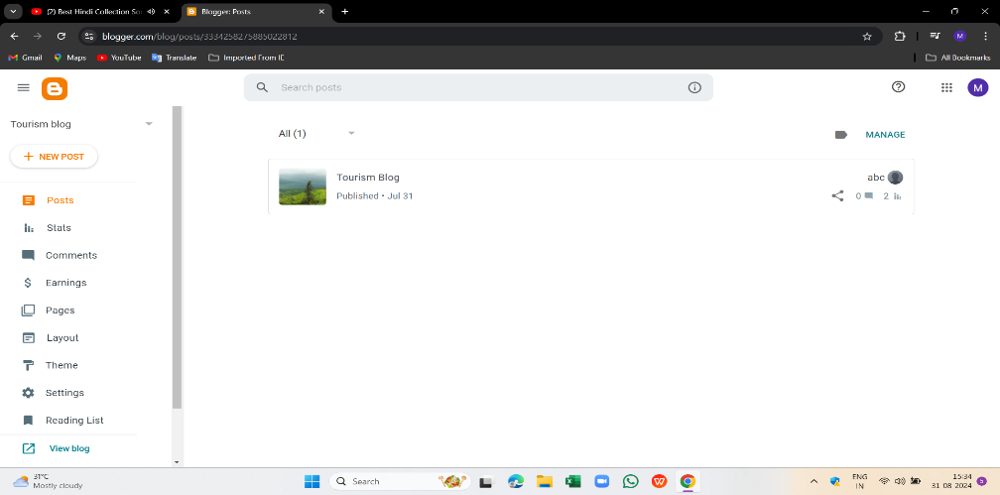 (2) Best Hindi Collection So
Blogger: Posts
blogger.com/blog/posts/3334258275885022812
M
Gmail
Maps
YouTube
Translate
Imported From IE
All Bookmarks
Search posts
M
Tourism blog
NEW POST
Posts
Stats
Comments
Earnings
Pages
Layout
Theme
Settings
Reading List
View blog
All (1)
MANAGE
Tourism Blog
abc
Published • Jul 31
0
2
31°C
Mostly cloudy
Search
ENG
IN
15:34
31-08-2024
5